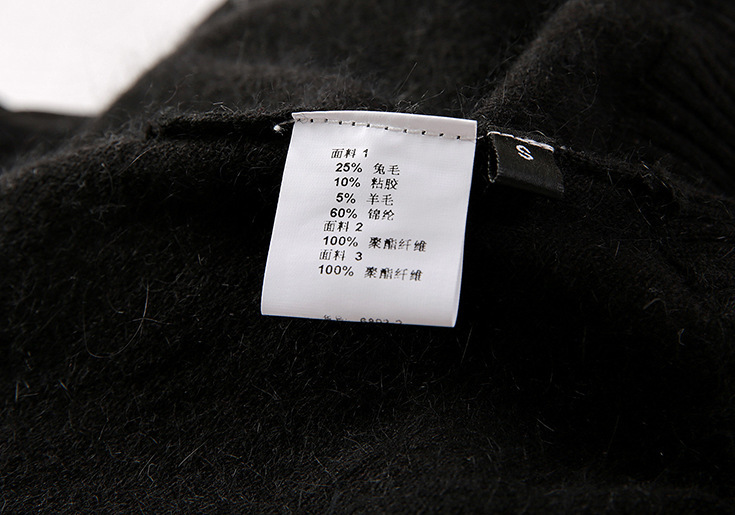 面料 1
25% 兔毛
10% 粘胶
5% 羊毛
60% 锦纶
面料 2
100% 聚酯纤维
面料 3
100% 聚酯纤维
S